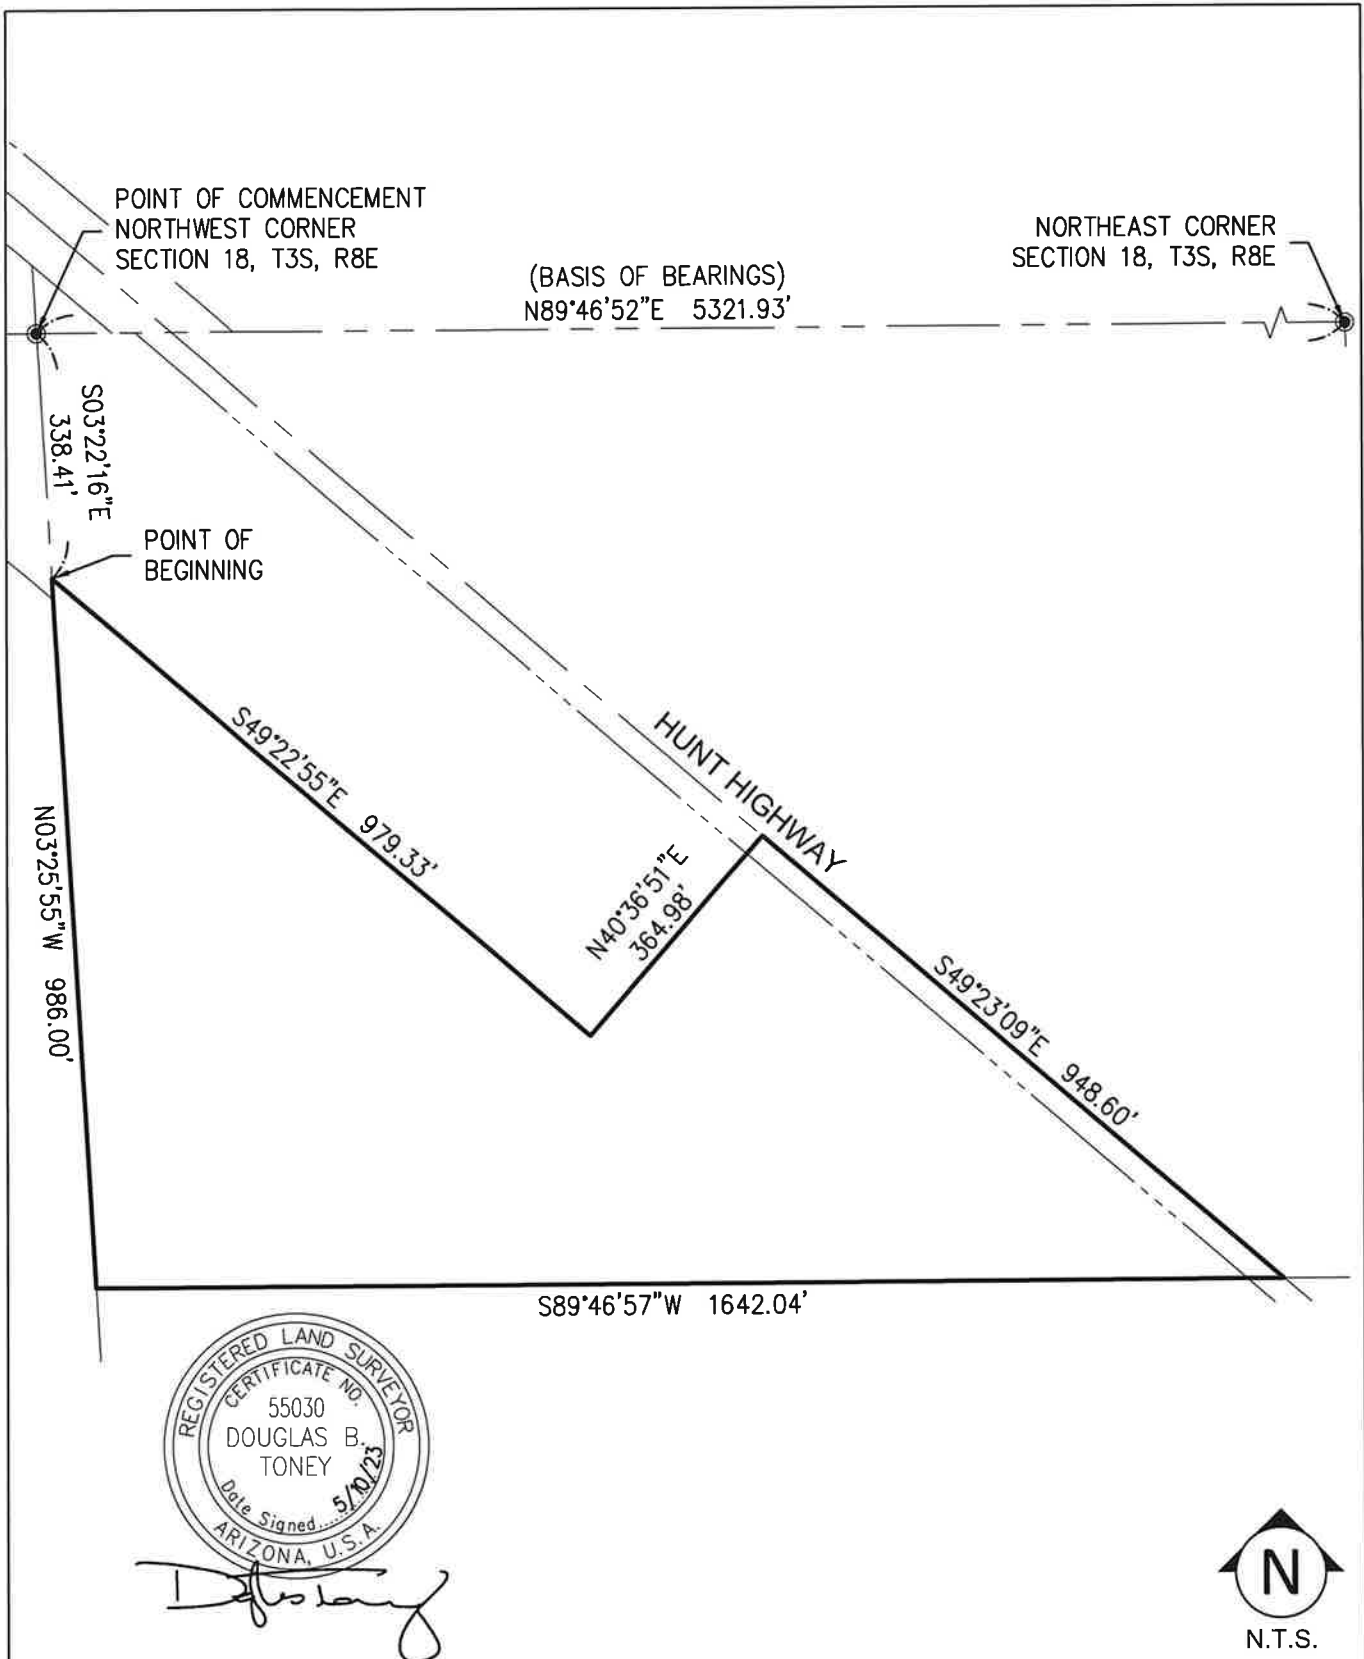 POINT OF COMMENCEMENT
NORTHWEST CORNER
SECTION 18, T3S, R8E
NORTHEAST CORNER
SECTION 18, T3S, R8E
(BASIS OF BEARINGS)
N89°46'52"E 5321.93'
S03°22'16"E
338.41'
POINT OF
BEGINNING
S49°22'55"E 979.33'
HUNT HIGHWAY
N40°36'51"E
364.98'
N03°25'55"W 986.00'
S49°23'09"E 948.60'
S89°46'57"W 1642.04'
REGISTERED LAND SURVEYOR
CERTIFICATE NO.
55030
DOUGLAS B.
TONEY
Date Signed.....5/10/23
ARIZONA, U.S.A.
N
N.T.S.